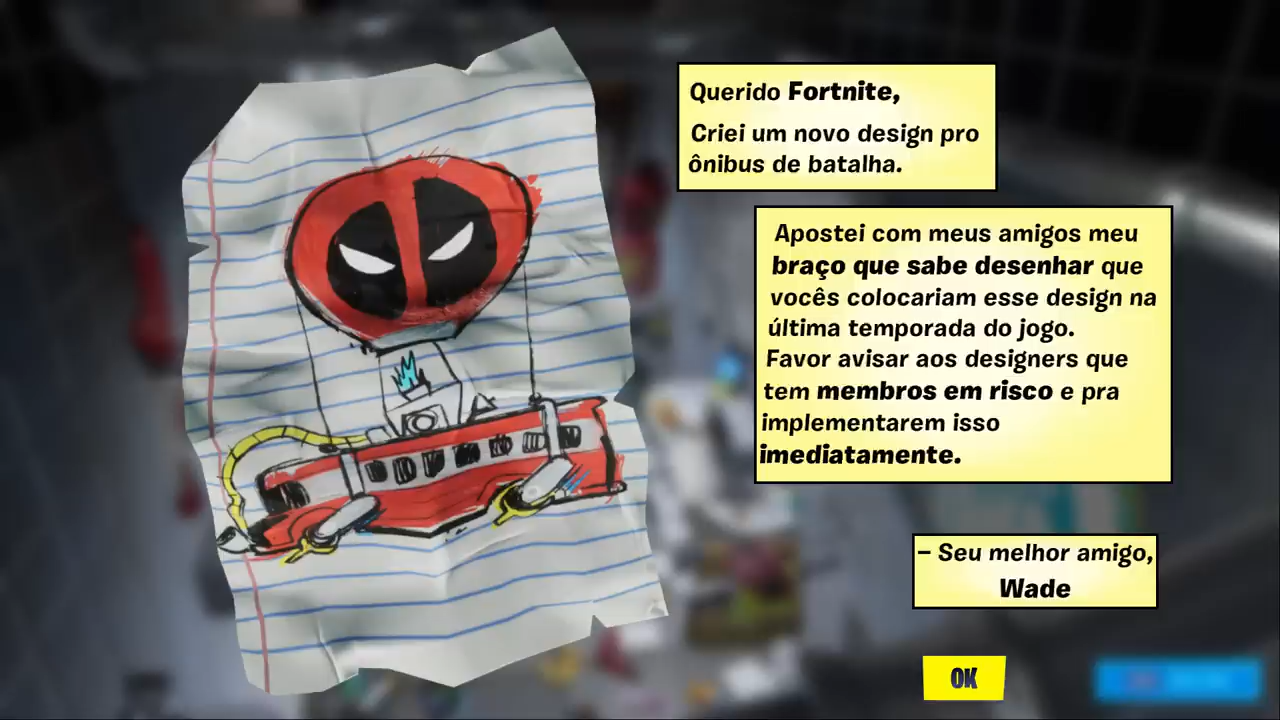 Querido Fortnite,
Criei um novo design pro
ônibus de batalha.
Apostei com meus amigos meu
braço que sabe desenhar que
vocês colocariam esse design na
última temporada do jogo.
Favor avisar aos designers que
tem membros em risco e pra
implementarem isso
imediatamente.
– Seu melhor amigo,
Wade
OK